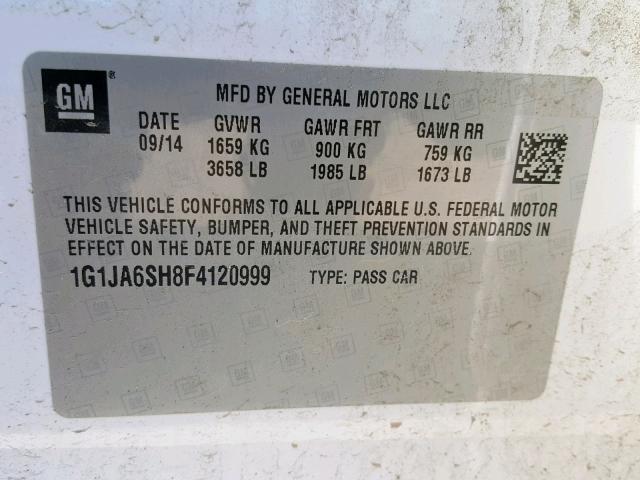 GM ®
MFD BY GENERAL MOTORS LLC
DATE GVWR GAWR FRT GAWR RR
09/14 1659 KG 900 KG 759 KG
3658 LB 1985 LB 1673 LB
THIS VEHICLE CONFORMS TO ALL APPLICABLE U.S. FEDERAL MOTOR
VEHICLE SAFETY, BUMPER, AND THEFT PREVENTION STANDARDS IN
EFFECT ON THE DATE OF MANUFACTURE SHOWN ABOVE.
1G1JA6SH8F4120999 TYPE: PASS CAR